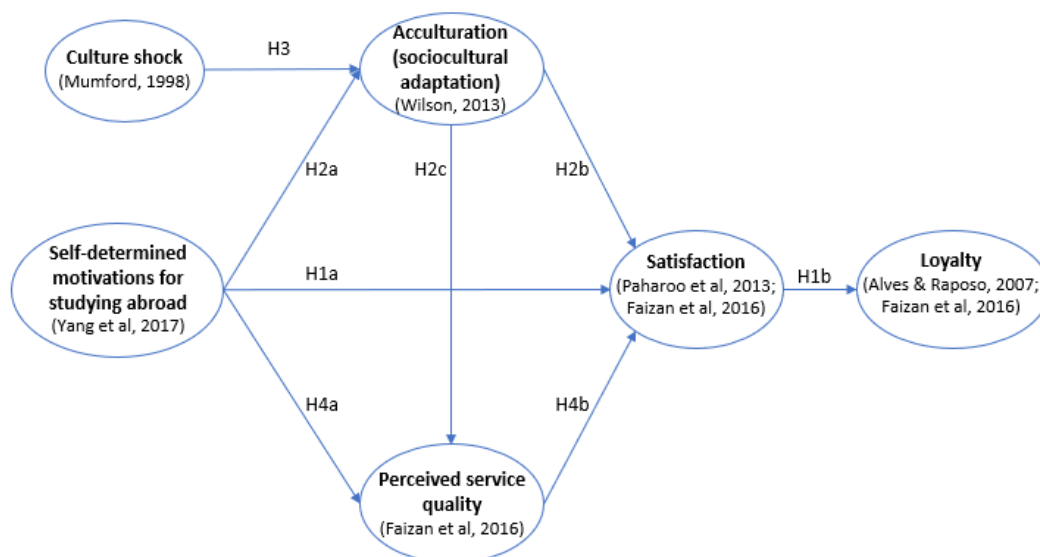 Culture shock
(Mumford, 1998)
H3
Acculturation
(sociocultural
adaptation)
(Wilson, 2013)
H2a
H2c
H2b
Self-determined
motivations for
studying abroad
(Yang et al, 2017)
H1a
Satisfaction
(Paharoo et al, 2013;
Faizan et al, 2016)
H1b
Loyalty
(Alves & Raposo, 2007;
Faizan et al, 2016)
H4a
H4b
Perceived service
quality
(Faizan et al, 2016)